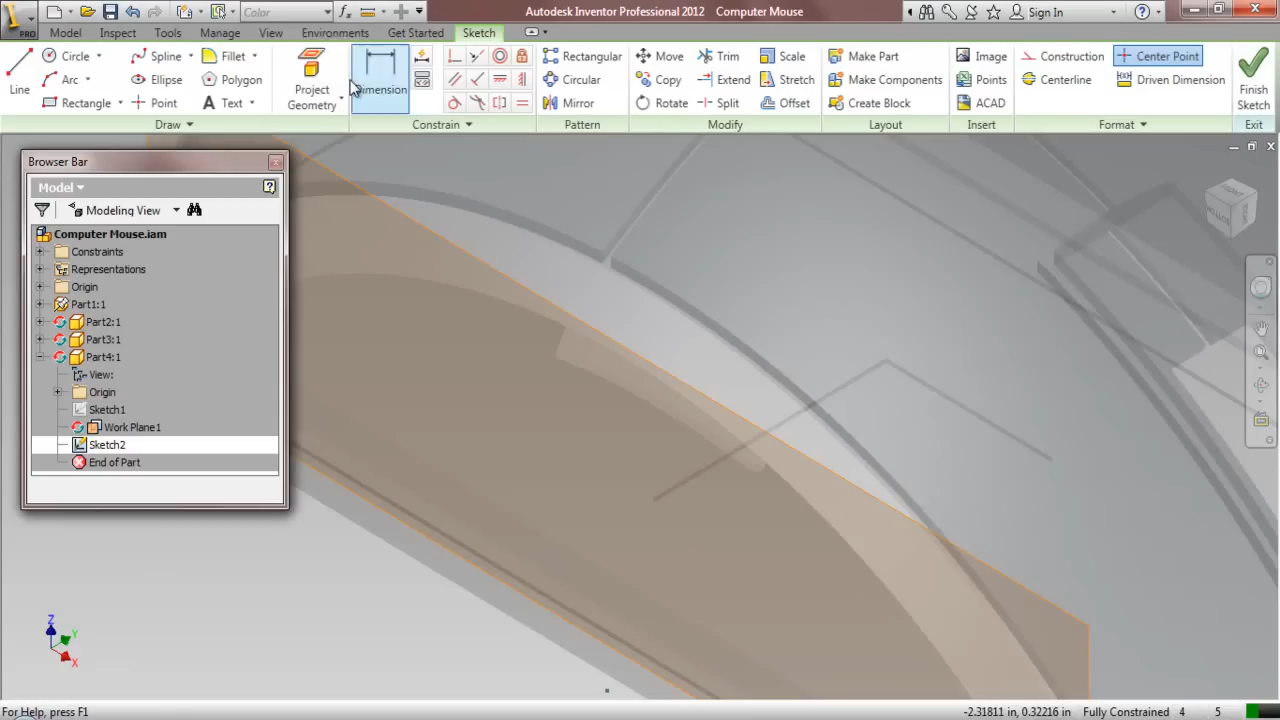 PRO
Color
Autodesk Inventor Professional 2012 Computer Mouse
Sign In
Model Inspect Tools Manage View Environments Get Started Sketch
Line
Circle
Arc
Rectangle
Spline
Ellipse
Point
Fillet
Polygon
Text
Project
Geometry
Draw
Constrain
Rectangular
Circular
Mirror
Pattern
Move
Copy
Rotate
Trim
Extend
Split
Scale
Stretch
Offset
Modify
Make Part
Make Components
Create Block
Layout
Image
Points
ACAD
Insert
Construction
Centerline
Center Point
Driven Dimension
Format
Finish
Sketch
Exit
Browser Bar
Model
Modeling View
Computer Mouse.iam
Constraints
Representations
Origin
Part1:1
Part2:1
Part3:1
Part4:1
View:
Origin
Sketch1
Work Plane1
Sketch2
End of Part
Z
Y
X
For Help, press F1
-2.31811 in, 0.32216 in Fully Constrained 4 5